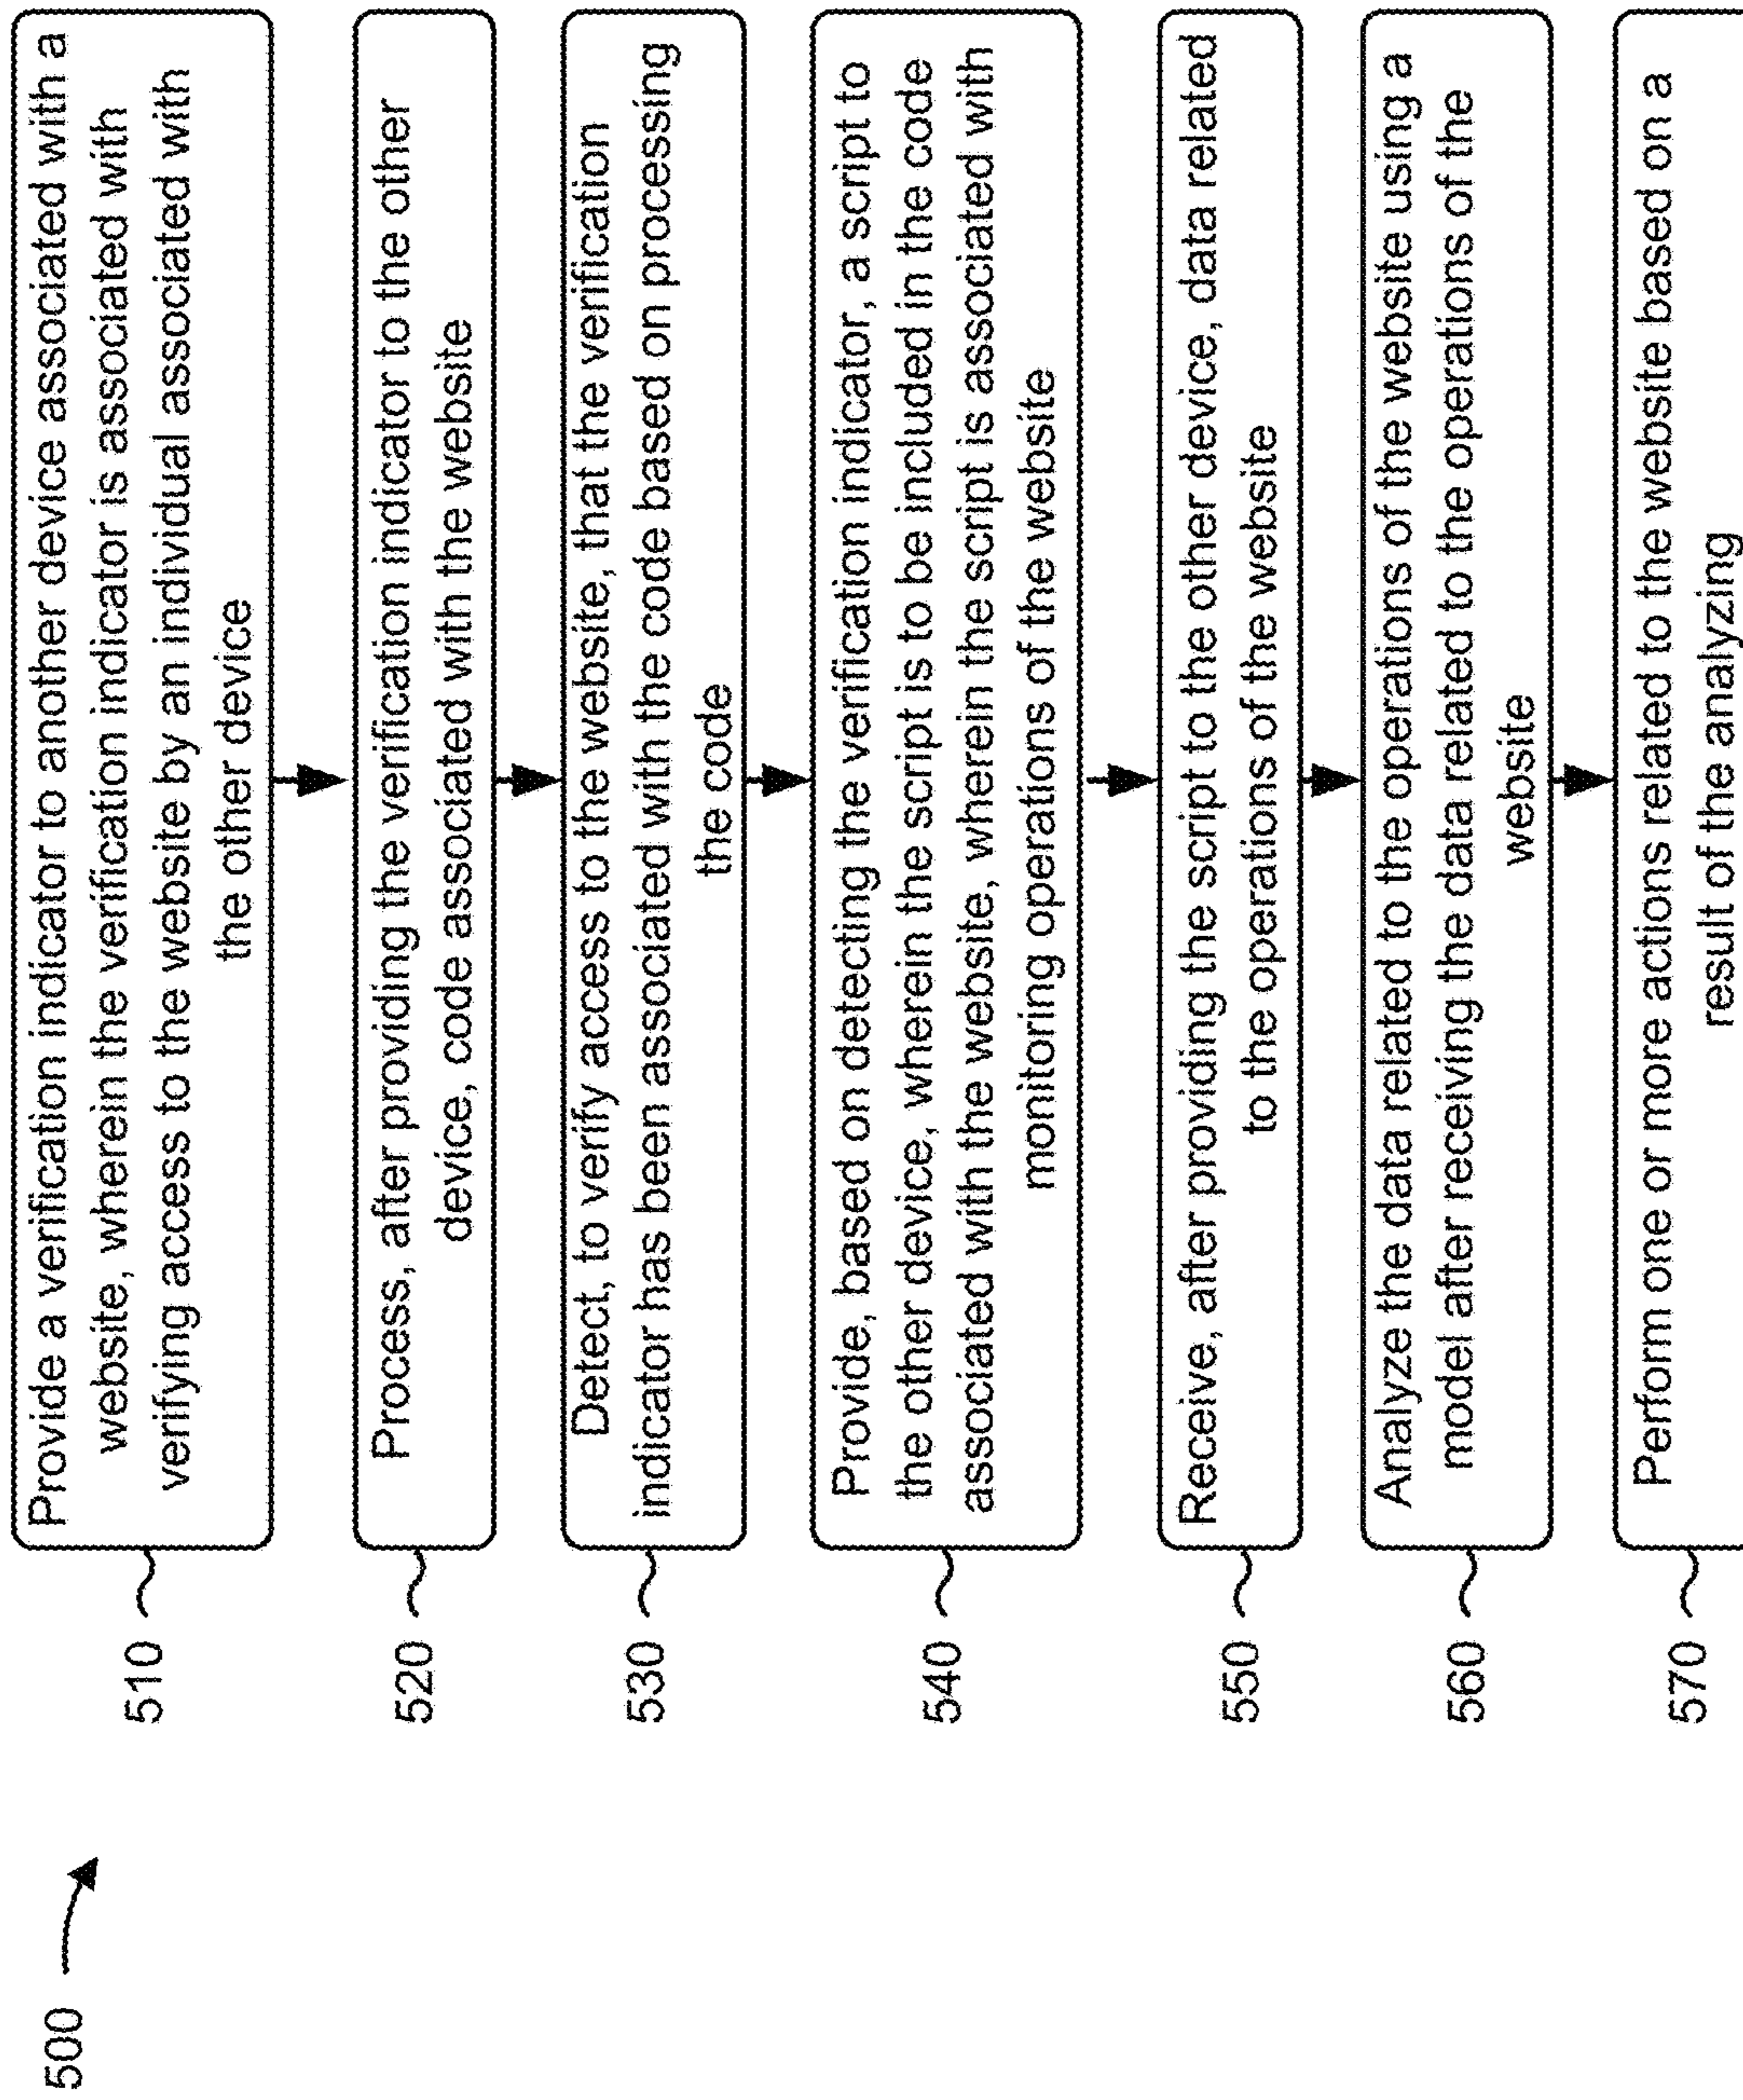 500
510
Provide a verification indicator to another device associated with a
website, wherein the verification indicator is associated with
verifying access to the website by an individual associated with
the other device
520
Process, after providing the verification indicator to the other
device, code associated with the website
530
Detect, to verify access to the website, that the verification
indicator has been associated with the code based on processing
the code
540
Provide, based on detecting the verification indicator, a script to
the other device, wherein the script is to be included in the code
associated with the website, wherein the script is associated with
monitoring operations of the website
550
Receive, after providing the script to the other device, data related
to the operations of the website
560
Analyze the data related to the operations of the website using a
model after receiving the data related to the operations of the
website
570
Perform one or more actions related to the website based on a
result of the analyzing